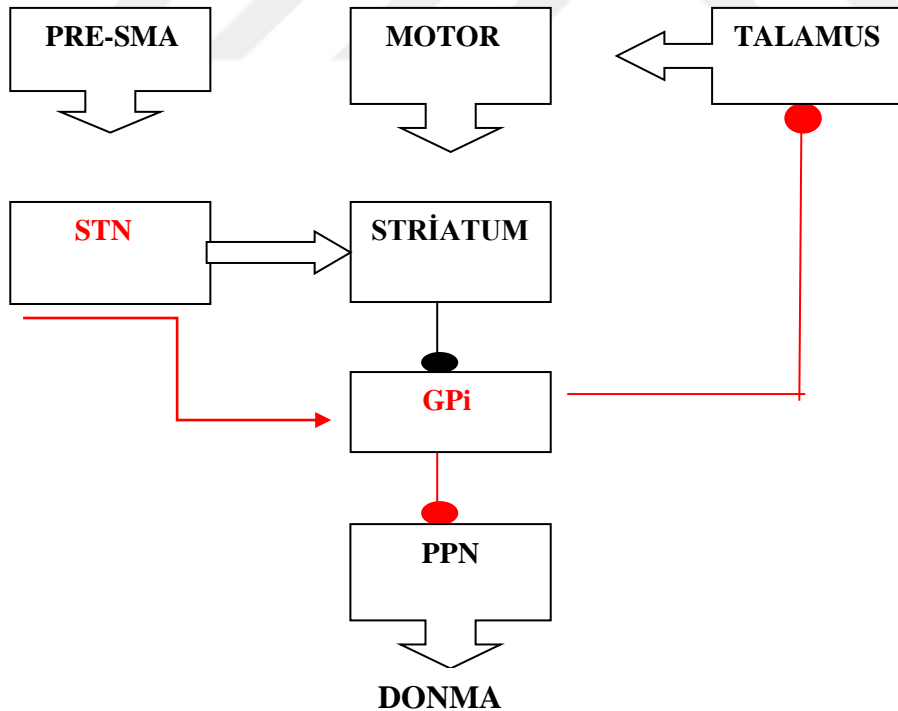 PRE-SMA
MOTOR
TALAMUS
STN
STRİATUM
GPi
PPN
DONMA